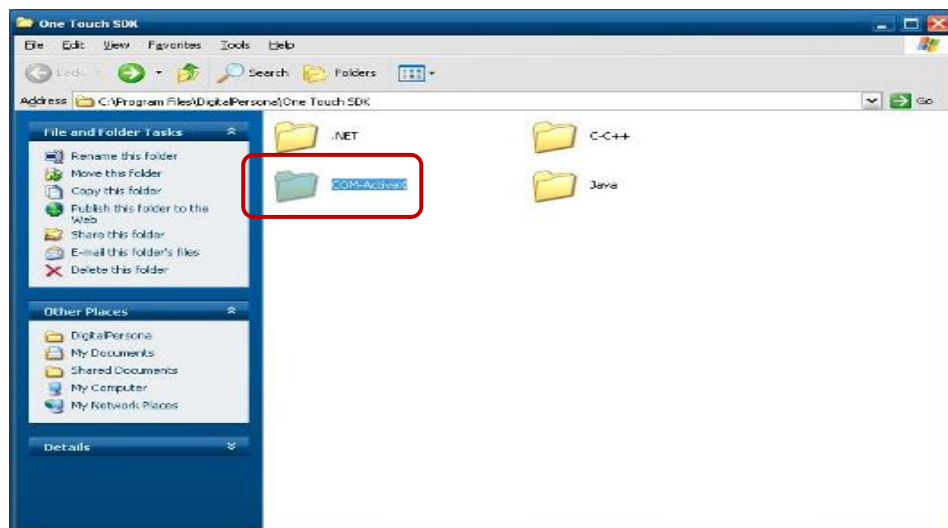 One Touch SDK
File Edit View Favorites Tools Help
Back Search Folders
Address C:\Program Files\DigitalPersona\One Touch SDK Go
File and Folder Tasks
Rename this folder
Move this folder
Copy this folder
Publish this folder to the
Web
Share this folder
E-mail this folder's files
Delete this folder
Other Places
DigitalPersona
My Documents
Shared Documents
My Computer
My Network Places
Details
.NET
C-C++
COM-ActiveX
Java